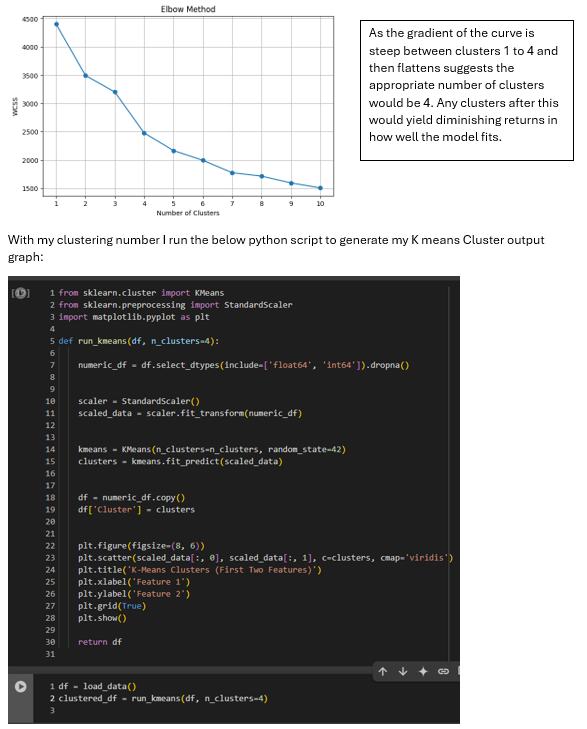 Elbow Method
4500
4000
3500
3000
2500
2000
1500
WCSS
1 2 3 4 5 6 7 8 9 10
Number of Clusters
As the gradient of the curve is
steep between clusters 1 to 4 and
then flattens suggests the
appropriate number of clusters
would be 4. Any clusters after this
would yield diminishing returns in
how well the model fits.
With my clustering number I run the below python script to generate my K means Cluster output
graph:
1 from sklearn.cluster import KMeans
2 from sklearn.preprocessing import StandardScaler
3 import matplotlib.pyplot as plt
4
5 def run_kmeans(df, n_clusters=4):
6
7 numeric_df = df.select_dtypes(include=['float64', 'int64']).dropna()
8
9
10 scaler = StandardScaler()
11 scaled_data = scaler.fit_transform(numeric_df)
12
13
14 kmeans = KMeans(n_clusters=n_clusters, random_state=42)
15 clusters = kmeans.fit_predict(scaled_data)
16
17
18 df = numeric_df.copy()
19 df['Cluster'] = clusters
20
21
22 plt.figure(figsize=(8, 6))
23 plt.scatter(scaled_data[:, 0], scaled_data[:, 1], c=clusters, cmap='viridis')
24 plt.title('K-Means Clusters (First Two Features)')
25 plt.xlabel('Feature 1')
26 plt.ylabel('Feature 2')
27 plt.grid(True)
28 plt.show()
29
30 return df
31
1 df = load_data()
2 clustered_df = run_kmeans(df, n_clusters=4)
3